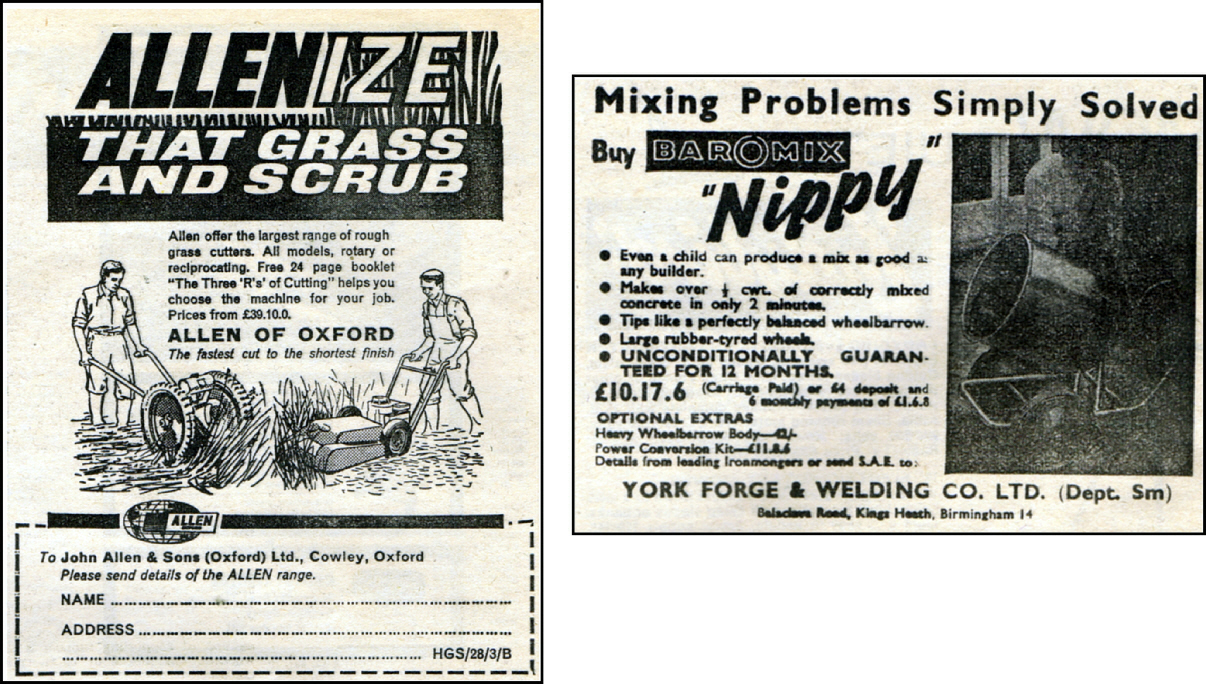 ALLENIZE
THAT GRASS
AND SCRUB
Allen offer the largest range of rough
grass cutters. All models, rotary or
reciprocating. Free 24 page booklet
"The Three 'R's' of Cutting" helps you
choose the machine for your job.
Prices from £39.10.0.
ALLEN OF OXFORD
The fastest cut to the shortest finish
ALLEN
To John Allen & Sons (Oxford) Ltd., Cowley, Oxford
Please send details of the ALLEN range.
NAME
ADDRESS
HGS/28/3/B
Mixing Problems Simply Solved
Buy BAROMIX
"Nippy"
● Even a child can produce a mix as good as
any builder.
● Makes over ½ cwt. of correctly mixed
concrete in only 2 minutes.
● Tips like a perfectly balanced wheelbarrow.
● Large rubber-tyred wheels.
● UNCONDITIONALLY GUARAN-
TEED FOR 12 MONTHS.
£10.17.6 (Carriage Paid) or £4 deposit and
6 monthly payments of £1.6.8
OPTIONAL EXTRAS
Heavy Wheelbarrow Body—42/-
Power Conversion Kit—£11.8.6
Details from leading Ironmongers or send S.A.E. to:
YORK FORGE & WELDING CO. LTD. (Dept. Sm)
Balaclava Road, Kings Heath, Birmingham 14